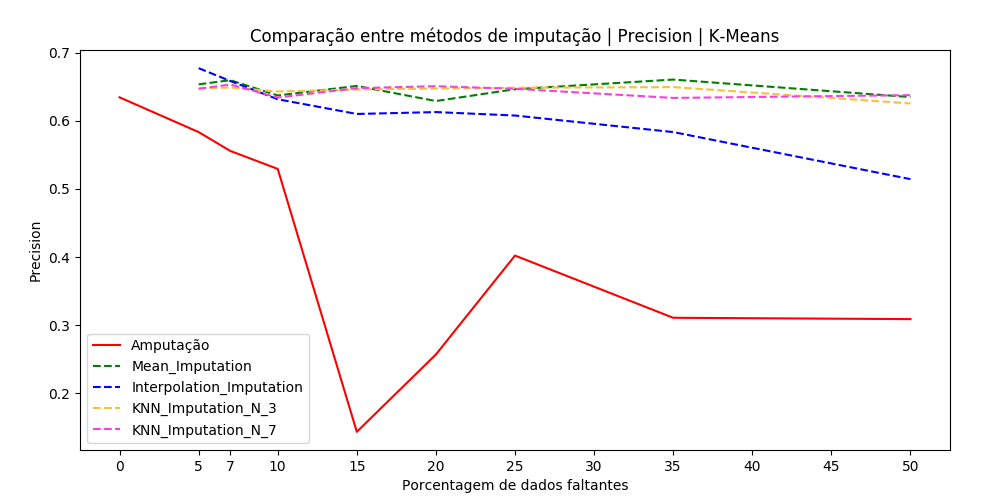 Comparação entre métodos de imputação | Precision | K-Means
0.7
0.6
0.5
0.4
0.3
0.2
Precision
Amputação
Mean_Imputation
Interpolation_Imputation
KNN_Imputation_N_3
KNN_Imputation_N_7
0 5 7 10 15 20 25 30 35 40 45 50
Porcentagem de dados faltantes